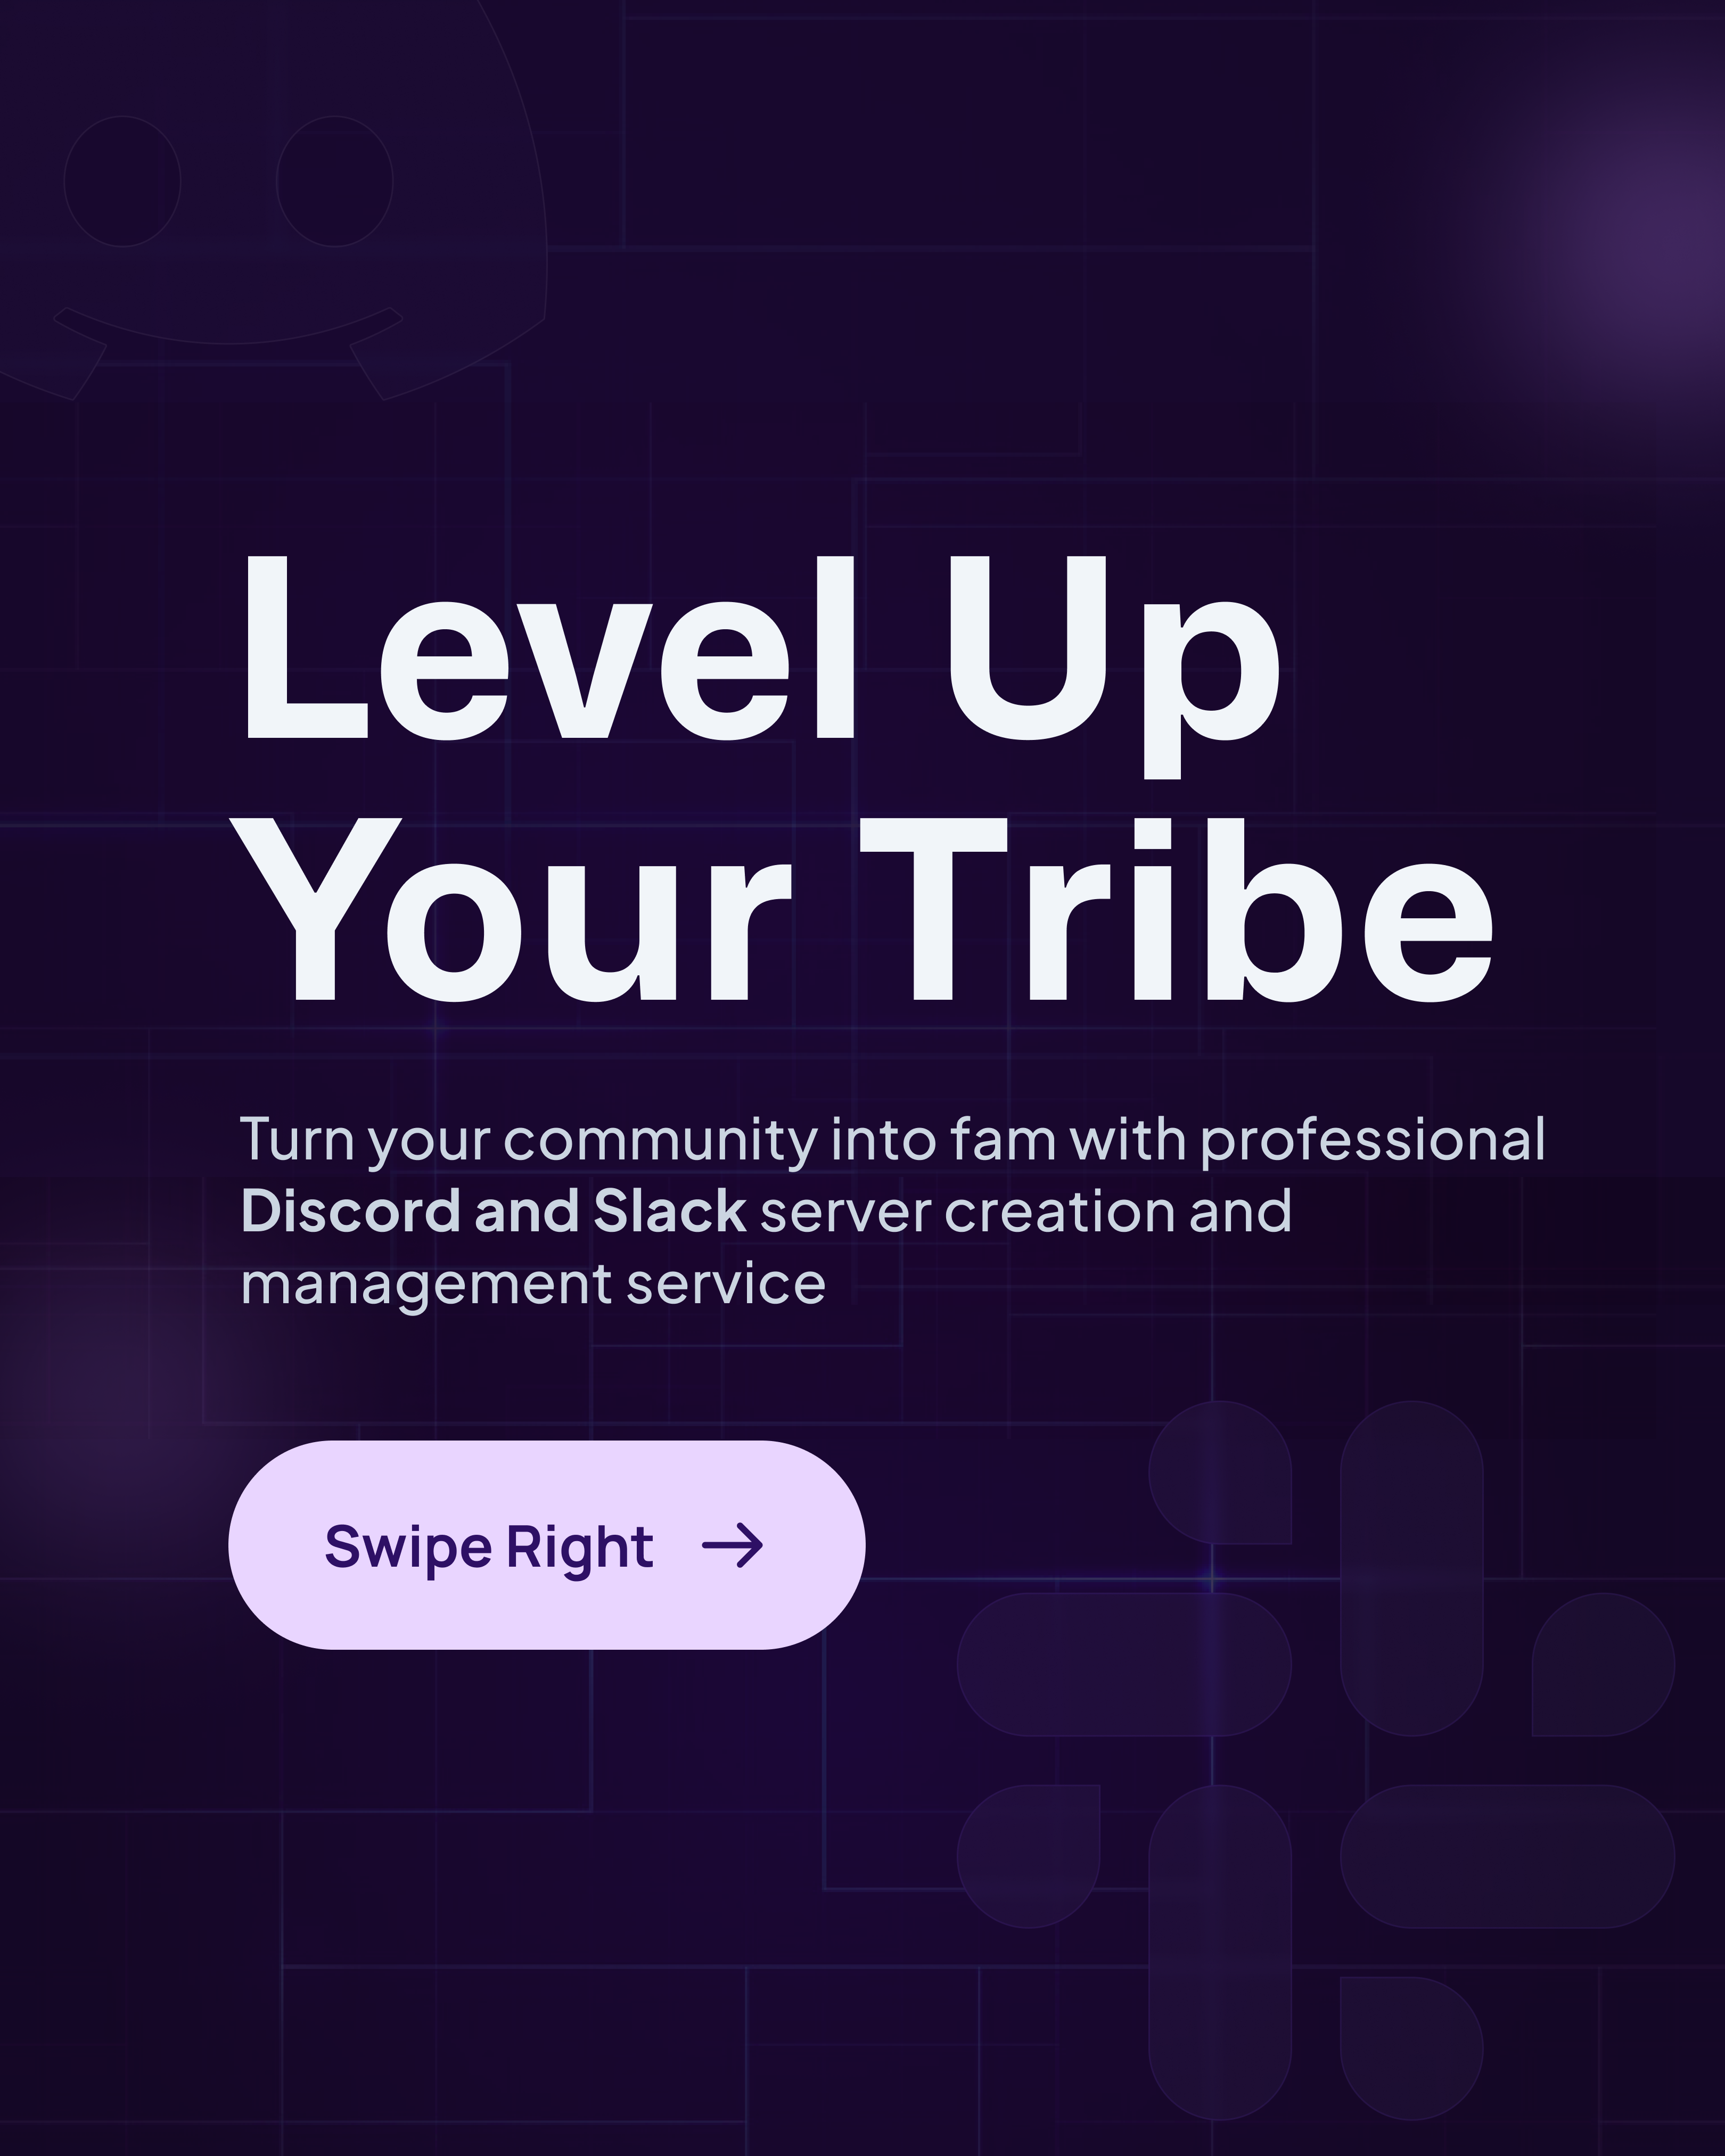 Level Up
Your Tribe
Turn your community into fam with professional
Discord and Slack server creation and
management service
Swipe Right